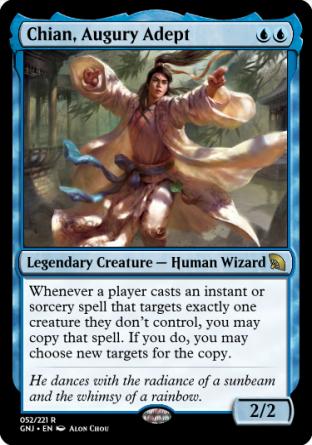 Chian, Augury Adept
Legendary Creature — Human Wizard
Whenever a player casts an instant or
sorcery spell that targets exactly one
creature they don't control, you may
copy that spell. If you do, you may
choose new targets for the copy.
He dances with the radiance of a sunbeam
and the whimsy of a rainbow.
2/2
052/221 R
GNJ • EN Alon Chou